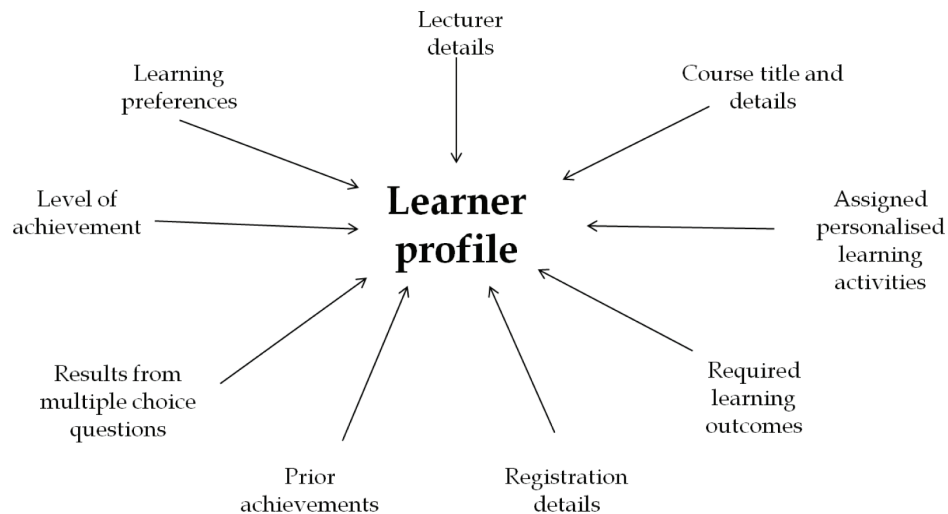 Lecturer
details
Learning
preferences
Course title and
details
Learner
profile
Level of
achievement
Assigned
personalised
learning
activities
Results from
multiple choice
questions
Required
learning
outcomes
Prior
achievements
Registration
details